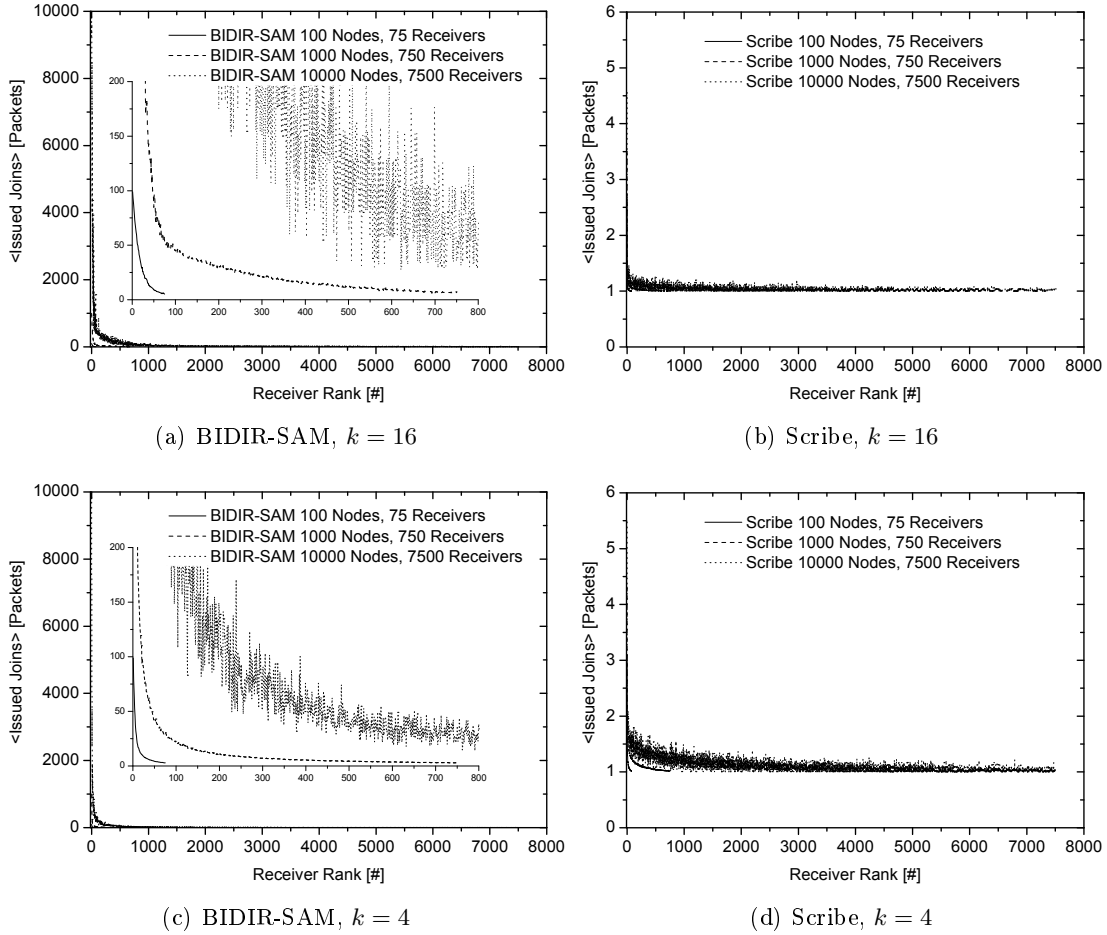 10000
8000
6000
4000
2000
0
<Issued Joins> [Packets]
BIDIR-SAM 100 Nodes, 75 Receivers
BIDIR-SAM 1000 Nodes, 750 Receivers
BIDIR-SAM 10000 Nodes, 7500 Receivers
200
175
150
125
100
75
50
25
0
0 100 200 300 400 500 600 700 800
0 1000 2000 3000 4000 5000 6000 7000 8000
Receiver Rank [#]
(a) BIDIR-SAM, k = 16
6
5
4
3
2
1
0
<Issued Joins> [Packets]
Scribe 100 Nodes, 75 Receivers
Scribe 1000 Nodes, 750 Receivers
Scribe 10000 Nodes, 7500 Receivers
0 1000 2000 3000 4000 5000 6000 7000 8000
Receiver Rank [#]
(b) Scribe, k = 16
10000
8000
6000
4000
2000
0
<Issued Joins> [Packets]
BIDIR-SAM 100 Nodes, 75 Receivers
BIDIR-SAM 1000 Nodes, 750 Receivers
BIDIR-SAM 10000 Nodes, 7500 Receivers
200
175
150
125
100
75
50
25
0
0 100 200 300 400 500 600 700 800
0 1000 2000 3000 4000 5000 6000 7000 8000
Receiver Rank [#]
(c) BIDIR-SAM, k = 4
6
5
4
3
2
1
0
<Issued Joins> [Packets]
Scribe 100 Nodes, 75 Receivers
Scribe 1000 Nodes, 750 Receivers
Scribe 10000 Nodes, 7500 Receivers
0 1000 2000 3000 4000 5000 6000 7000 8000
Receiver Rank [#]
(d) Scribe, k = 4